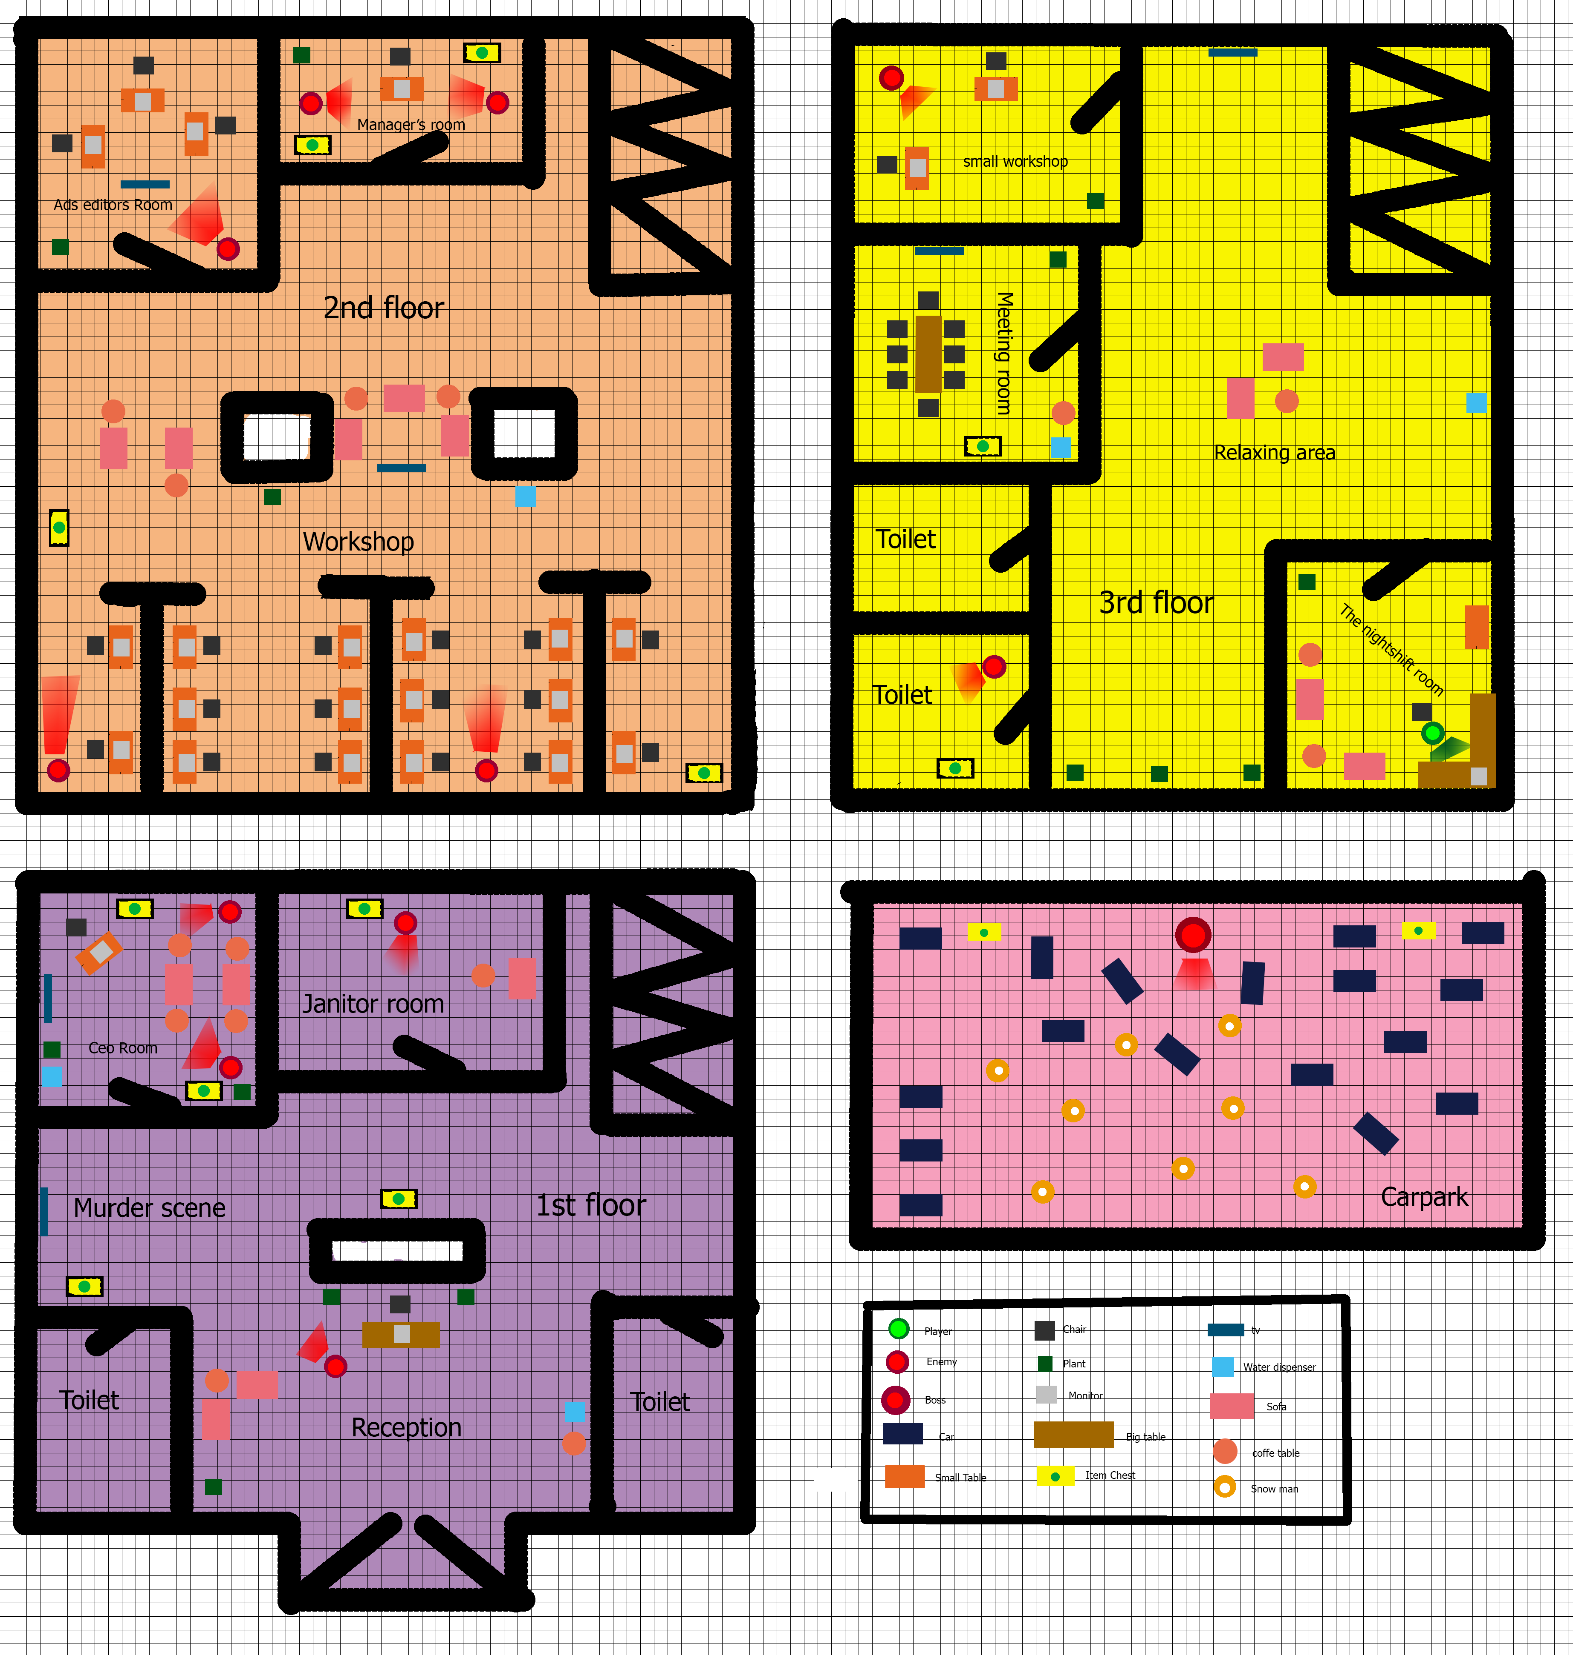 Manager's room
Ads editors Room
2nd floor
Workshop
small workshop
Meeting room
Relaxing area
Toilet
3rd floor
The nightshift room
Toilet
Janitor room
Ceo Room
Murder scene
1st floor
Toilet
Reception
Toilet
Carpark
Player
Chair
tv
Enemy
Plant
Water dispenser
Boss
Monitor
Sofa
Car
Big table
coffe table
Small Table
Item Chest
Snow man